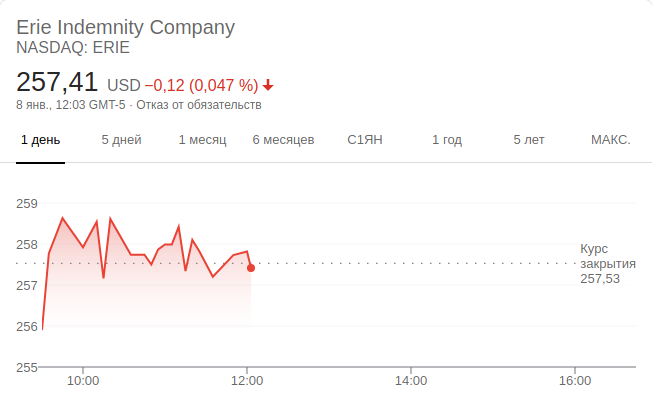 Erie Indemnity Company
NASDAQ: ERIE
257,41 USD −0,12 (0,047 %)
8 янв., 12:03 GMT-5 · Отказ от обязательств
1 день 5 дней 1 месяц 6 месяцев С1ЯН 1 год 5 лет МАКС.
259
258
257
256
255
Курс
закрытия
257,53
10:00 12:00 14:00 16:00